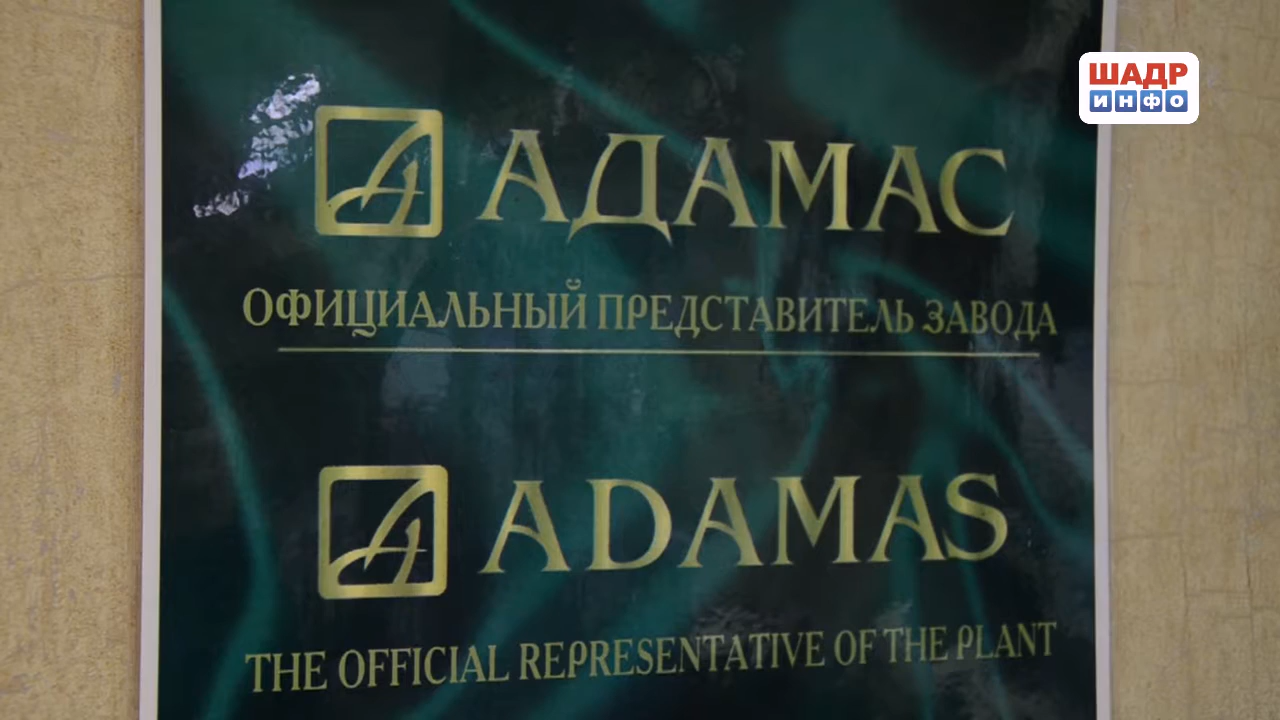 ШАДР
инфо
АДАМАС
ОФИЦИАЛЬНЫЙ ПРЕДСТАВИТЕЛЬ ЗАВОДА
ADAMAS
THE OFFICIAL REPRESENTATIVE OF THE PLANT